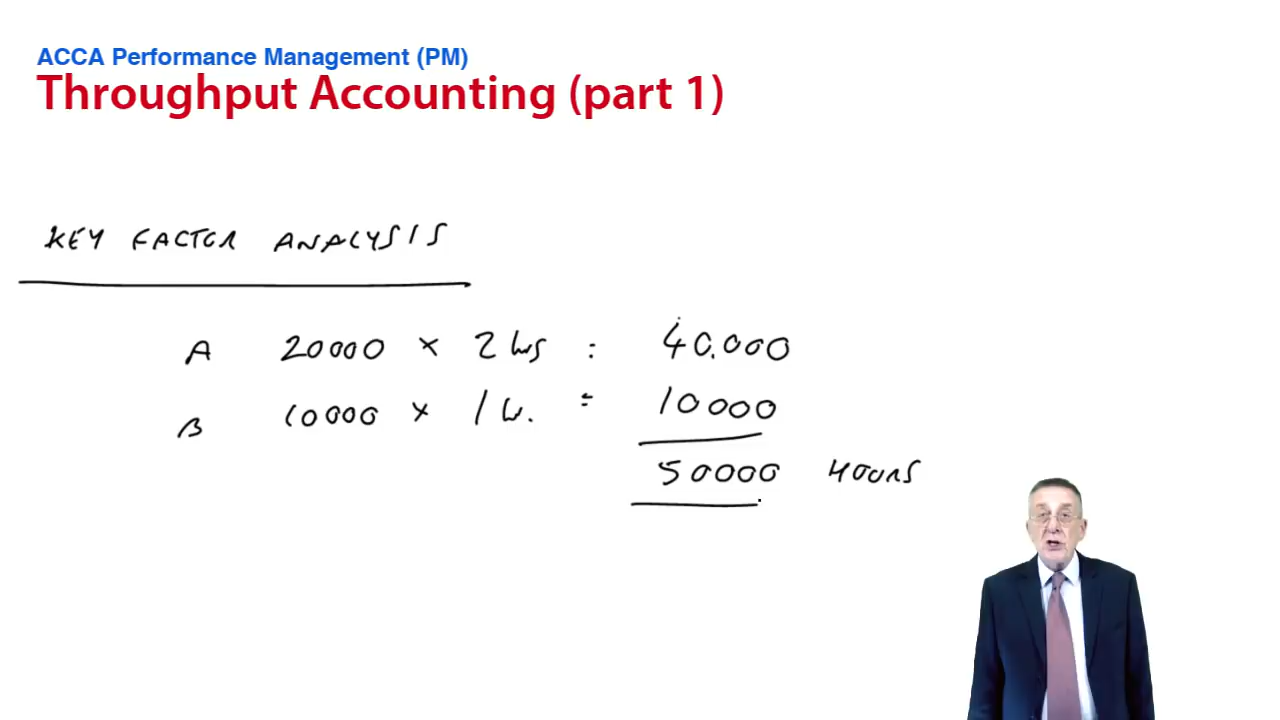 ACCA Performance Management (PM)
Throughput Accounting (part 1)
KEY FACTOR ANALYSIS
A 20000 × 2 hrs = 40,000
B 10000 × 1 hr. = 10000
50000 HOURS